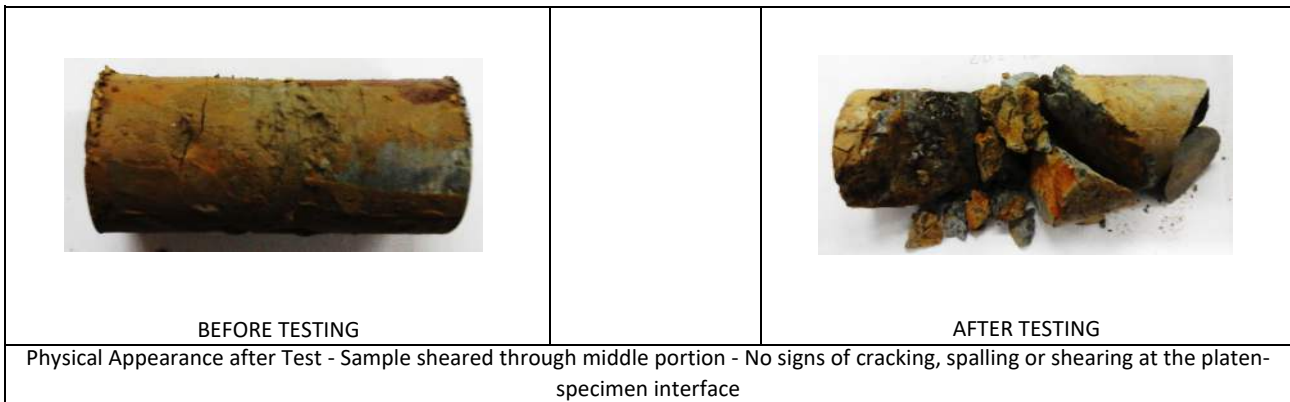 BEFORE TESTING
AFTER TESTING
Physical Appearance after Test - Sample sheared through middle portion - No signs of cracking, spalling or shearing at the platen-
specimen interface